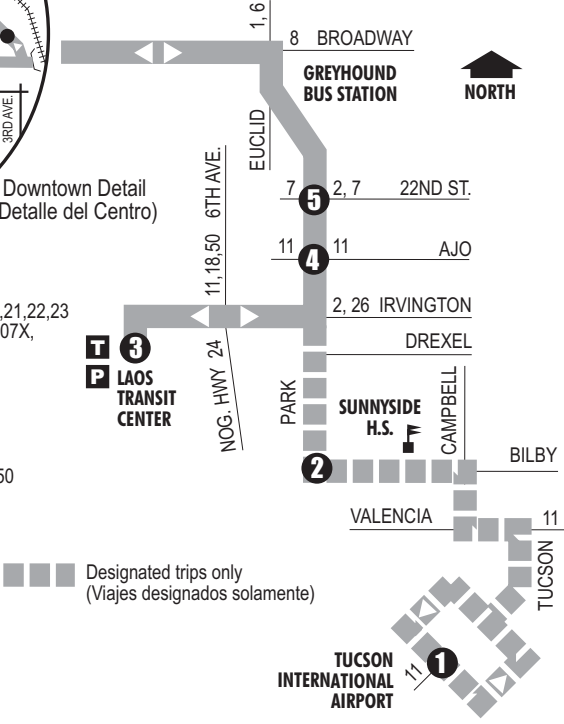 1, 6
8 BROADWAY
GREYHOUND
BUS STATION
NORTH
3RD AVE.
EUCLID
Downtown Detail
(Detalle del Centro)
7
5
2, 7
22ND ST.
11,18,50 6TH AVE.
11
4
11
AJO
,21,22,23
07X,
2, 26 IRVINGTON
T
3
P
LAOS
TRANSIT
CENTER
NOG. HWY 24
DREXEL
PARK
SUNNYSIDE
H.S.
CAMPBELL
2
BILBY
50
VALENCIA
11
TUCSON
Designated trips only
(Viajes designados solamente)
TUCSON
INTERNATIONAL
AIRPORT
11
1